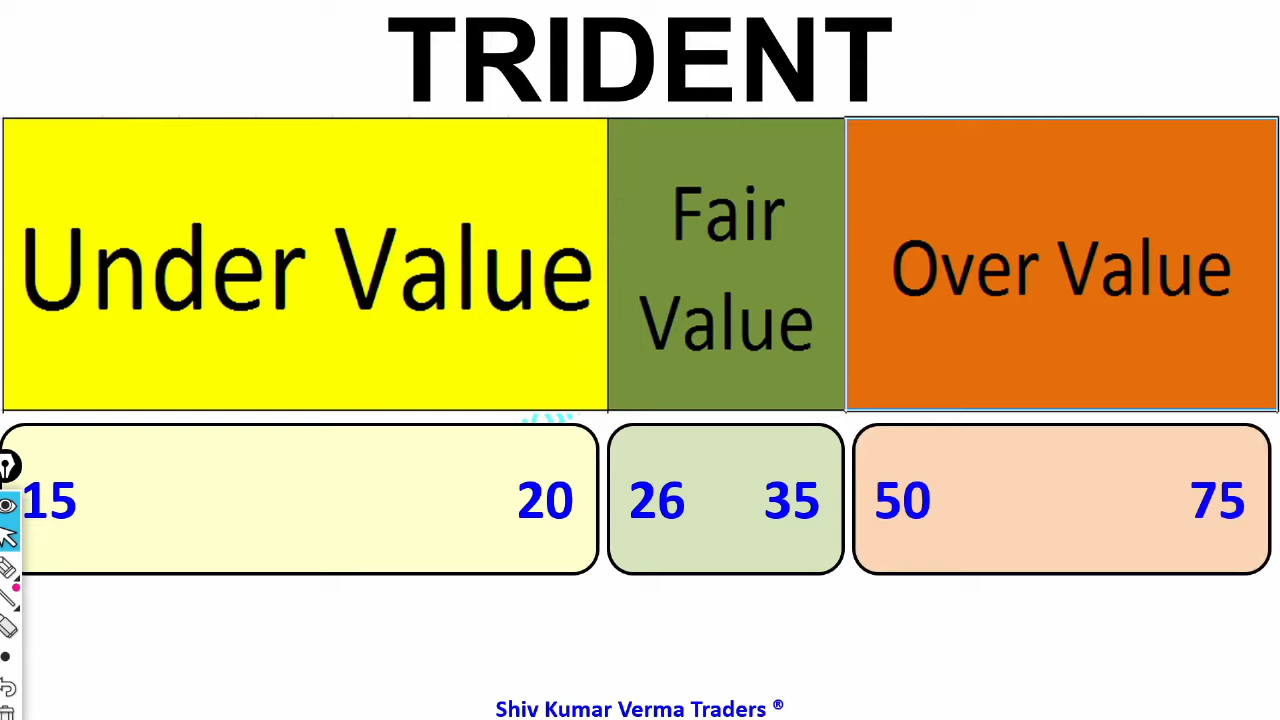 TRIDENT
Under Value
Fair
Value
Over Value
15 20
26 35
50 75
Shiv Kumar Verma Traders ®